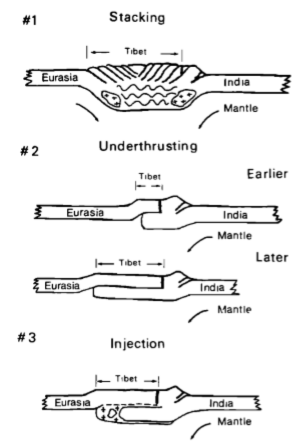 #1 Stacking
Tibet
Eurasia India
Mantle
#2 Underthrusting
Tibet Earlier
Eurasia India
Mantle
Later
Tibet
Eurasia India
Mantle
#3 Injection
Tibet
Eurasia India
Mantle